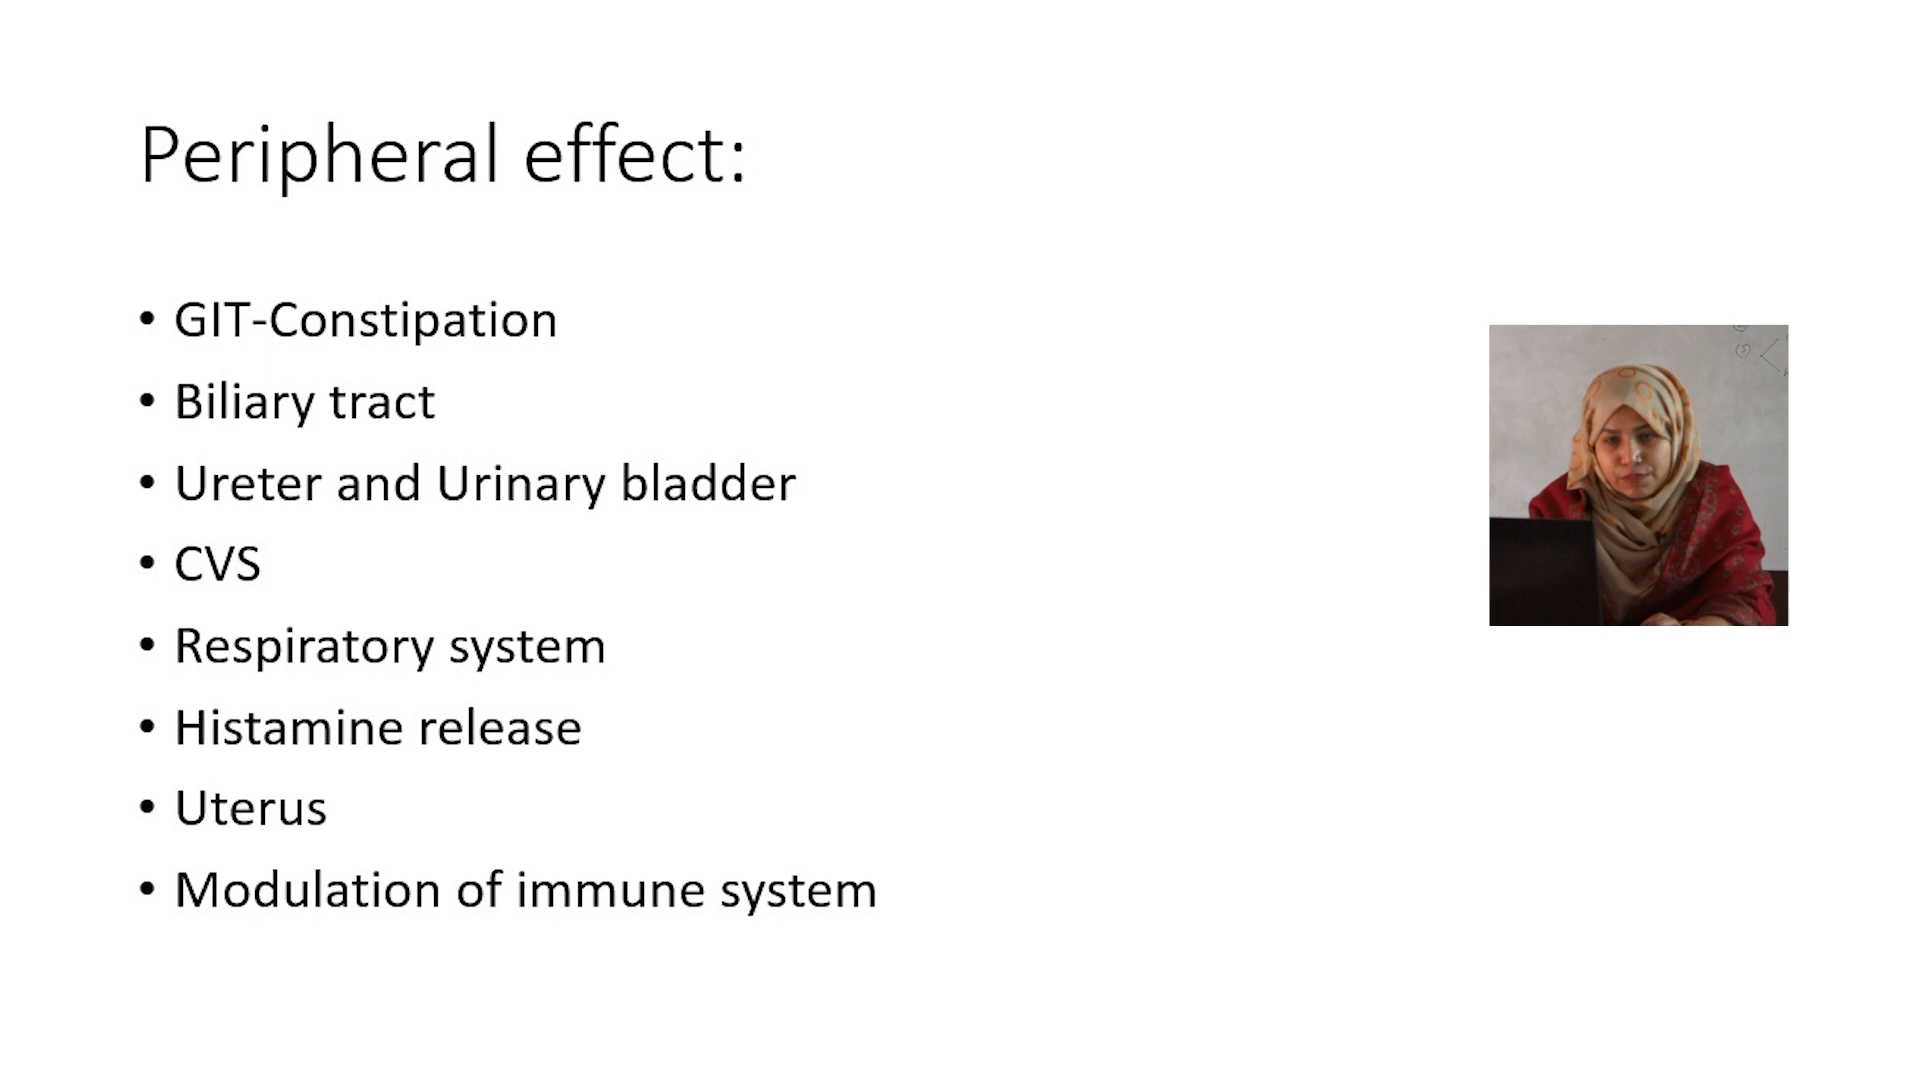 Peripheral effect:
• GIT-Constipation
• Biliary tract
• Ureter and Urinary bladder
• CVS
• Respiratory system
• Histamine release
• Uterus
• Modulation of immune system